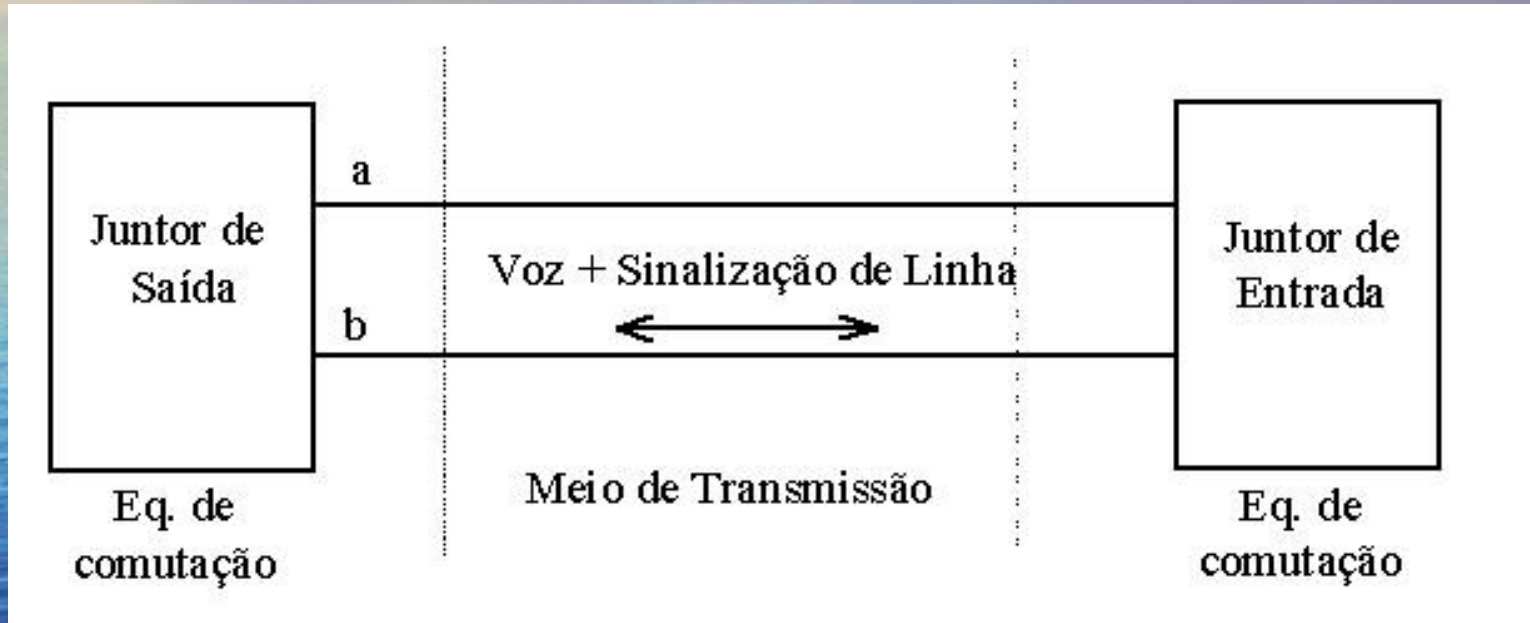 a
Juntor de
Saída
Voz + Sinalização de Linha
Juntor de
Entrada
b
Meio de Transmissão
Eq. de
comutação
Eq. de
comutação